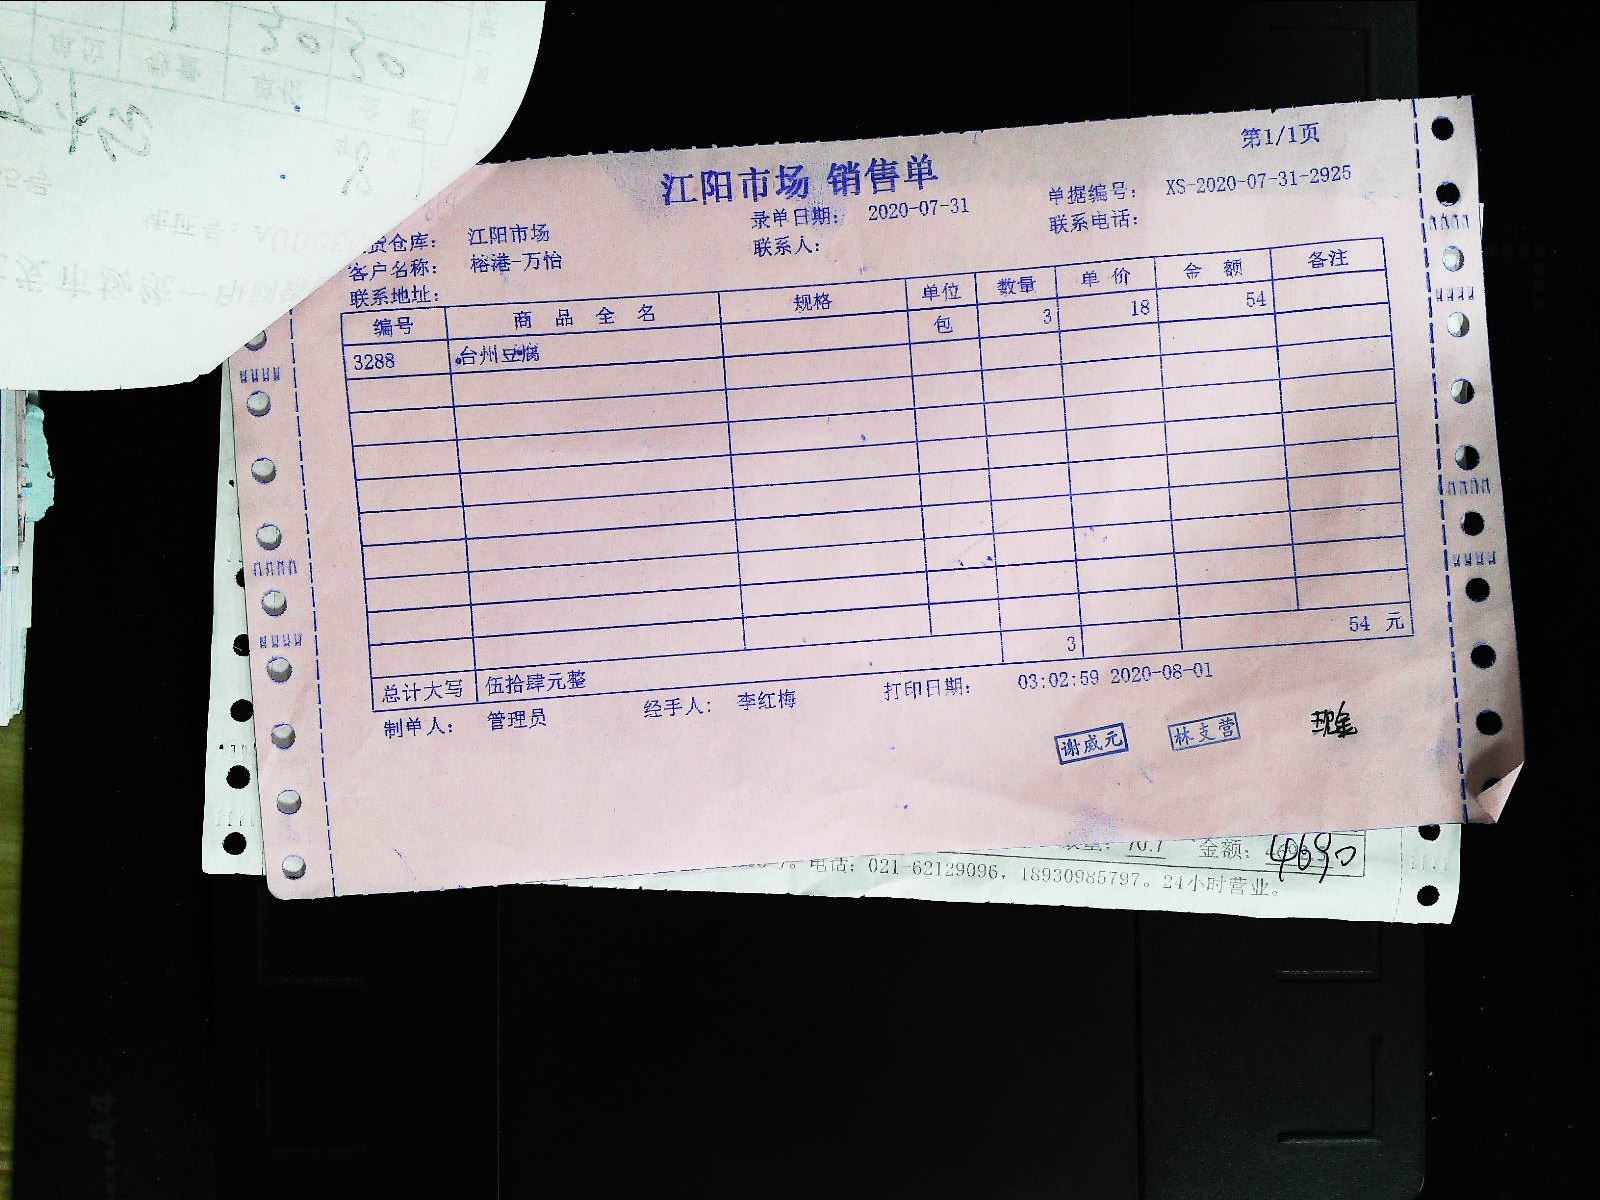 第1/1页
江阳市场 销售单
货仓库: 江阳市场 录单日期: 2020-07-31 单据编号: XS-2020-07-31-2925
客户名称: 榕港-万怡 联系人: 联系电话:
联系地址:
编号 商品全名 规格 单位 数量 单价 金额 备注
3288 台州豆腐 包 3 18 54
3 54 元
总计大写 伍拾肆元整
制单人: 管理员 经手人: 李红梅 打印日期: 03:02:59 2020-08-01
谢威元 林支营 现金
70.7 金额: 4690
电话: 021-62129096, 18930985797。24小时营业。